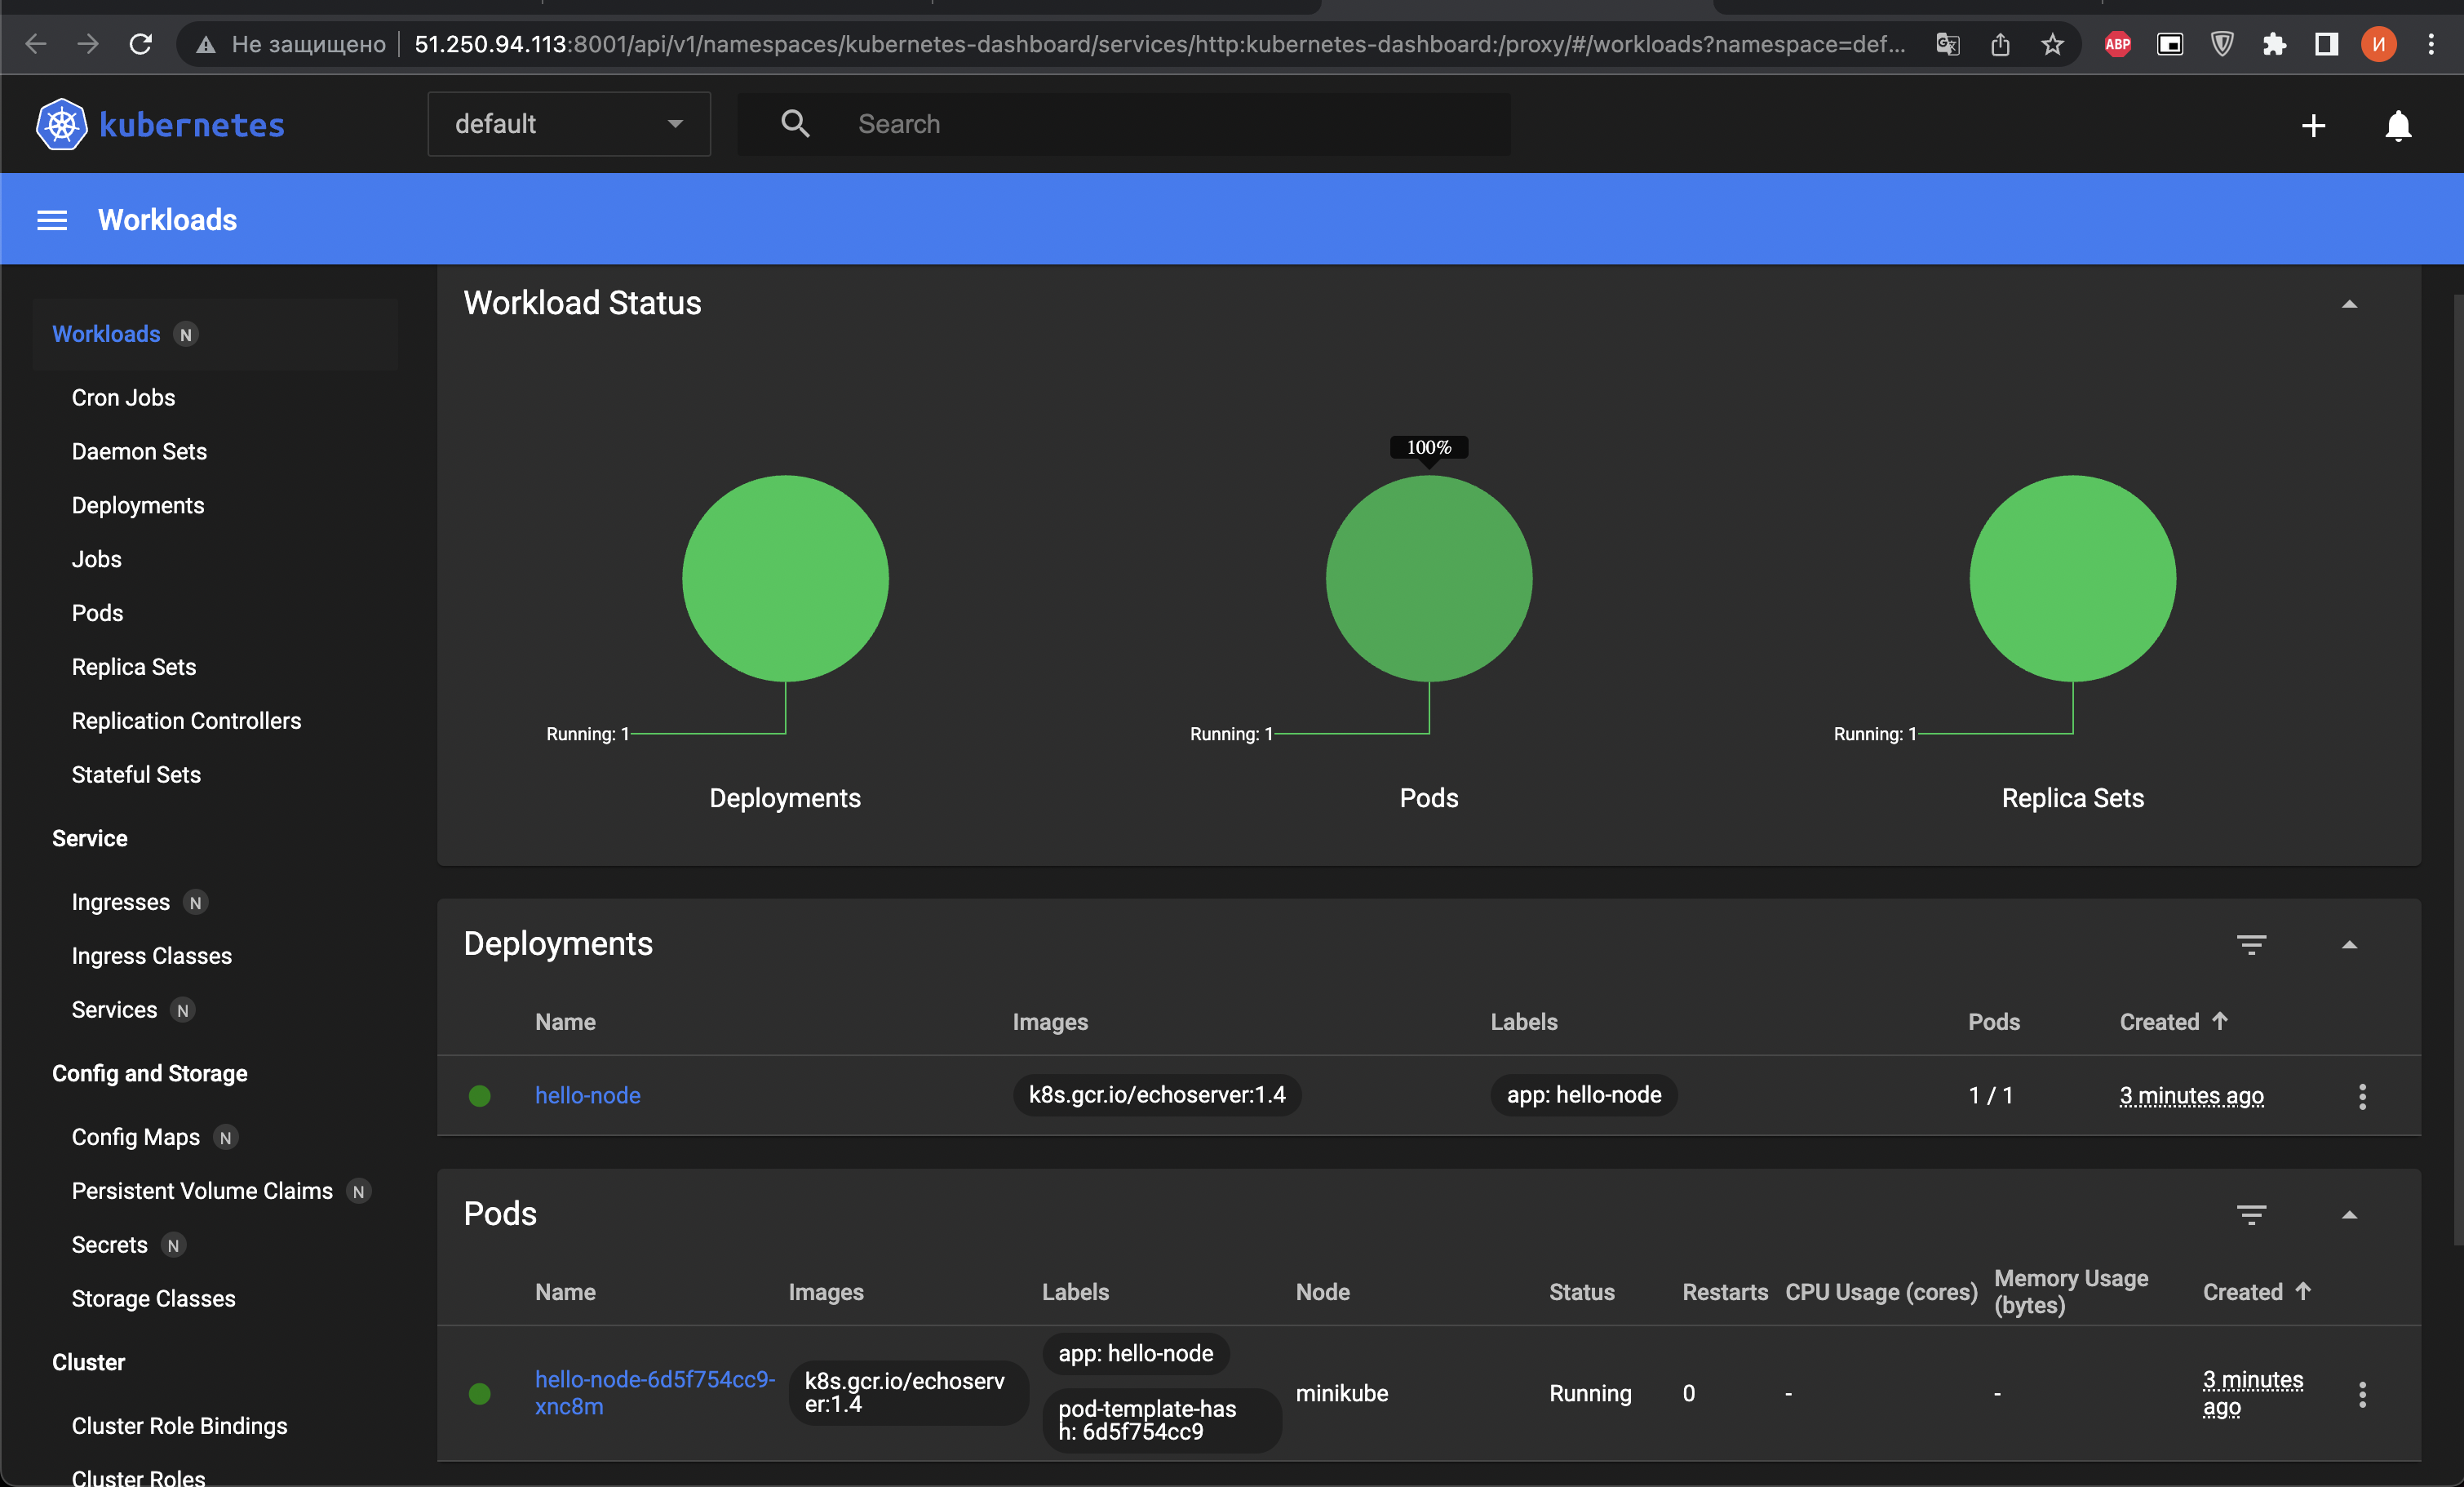 Не защищено 51.250.94.113:8001/api/v1/namespaces/kubernetes-dashboard/services/http:kubernetes-dashboard:/proxy/#/workloads?namespace=def... ABP И
kubernetes default Search
Workloads
Workloads N
Cron Jobs
Daemon Sets
Deployments
Jobs
Pods
Replica Sets
Replication Controllers
Stateful Sets
Service
Ingresses N
Ingress Classes
Services N
Config and Storage
Config Maps N
Persistent Volume Claims N
Secrets N
Storage Classes
Cluster
Cluster Role Bindings
Cluster Roles
Workload Status
100%
Running: 1 Running: 1 Running: 1
Deployments Pods Replica Sets
Deployments
Name Images Labels Pods Created
hello-node k8s.gcr.io/echoserver:1.4 app: hello-node 1 / 1 3 minutes ago
Pods
Name Images Labels Node Status Restarts CPU Usage (cores) Memory Usage
(bytes) Created
hello-node-6d5f754cc9-
xnc8m
k8s.gcr.io/echoserv
er:1.4
app: hello-node
pod-template-has
h: 6d5f754cc9
minikube Running 0 - -
3 minutes
ago